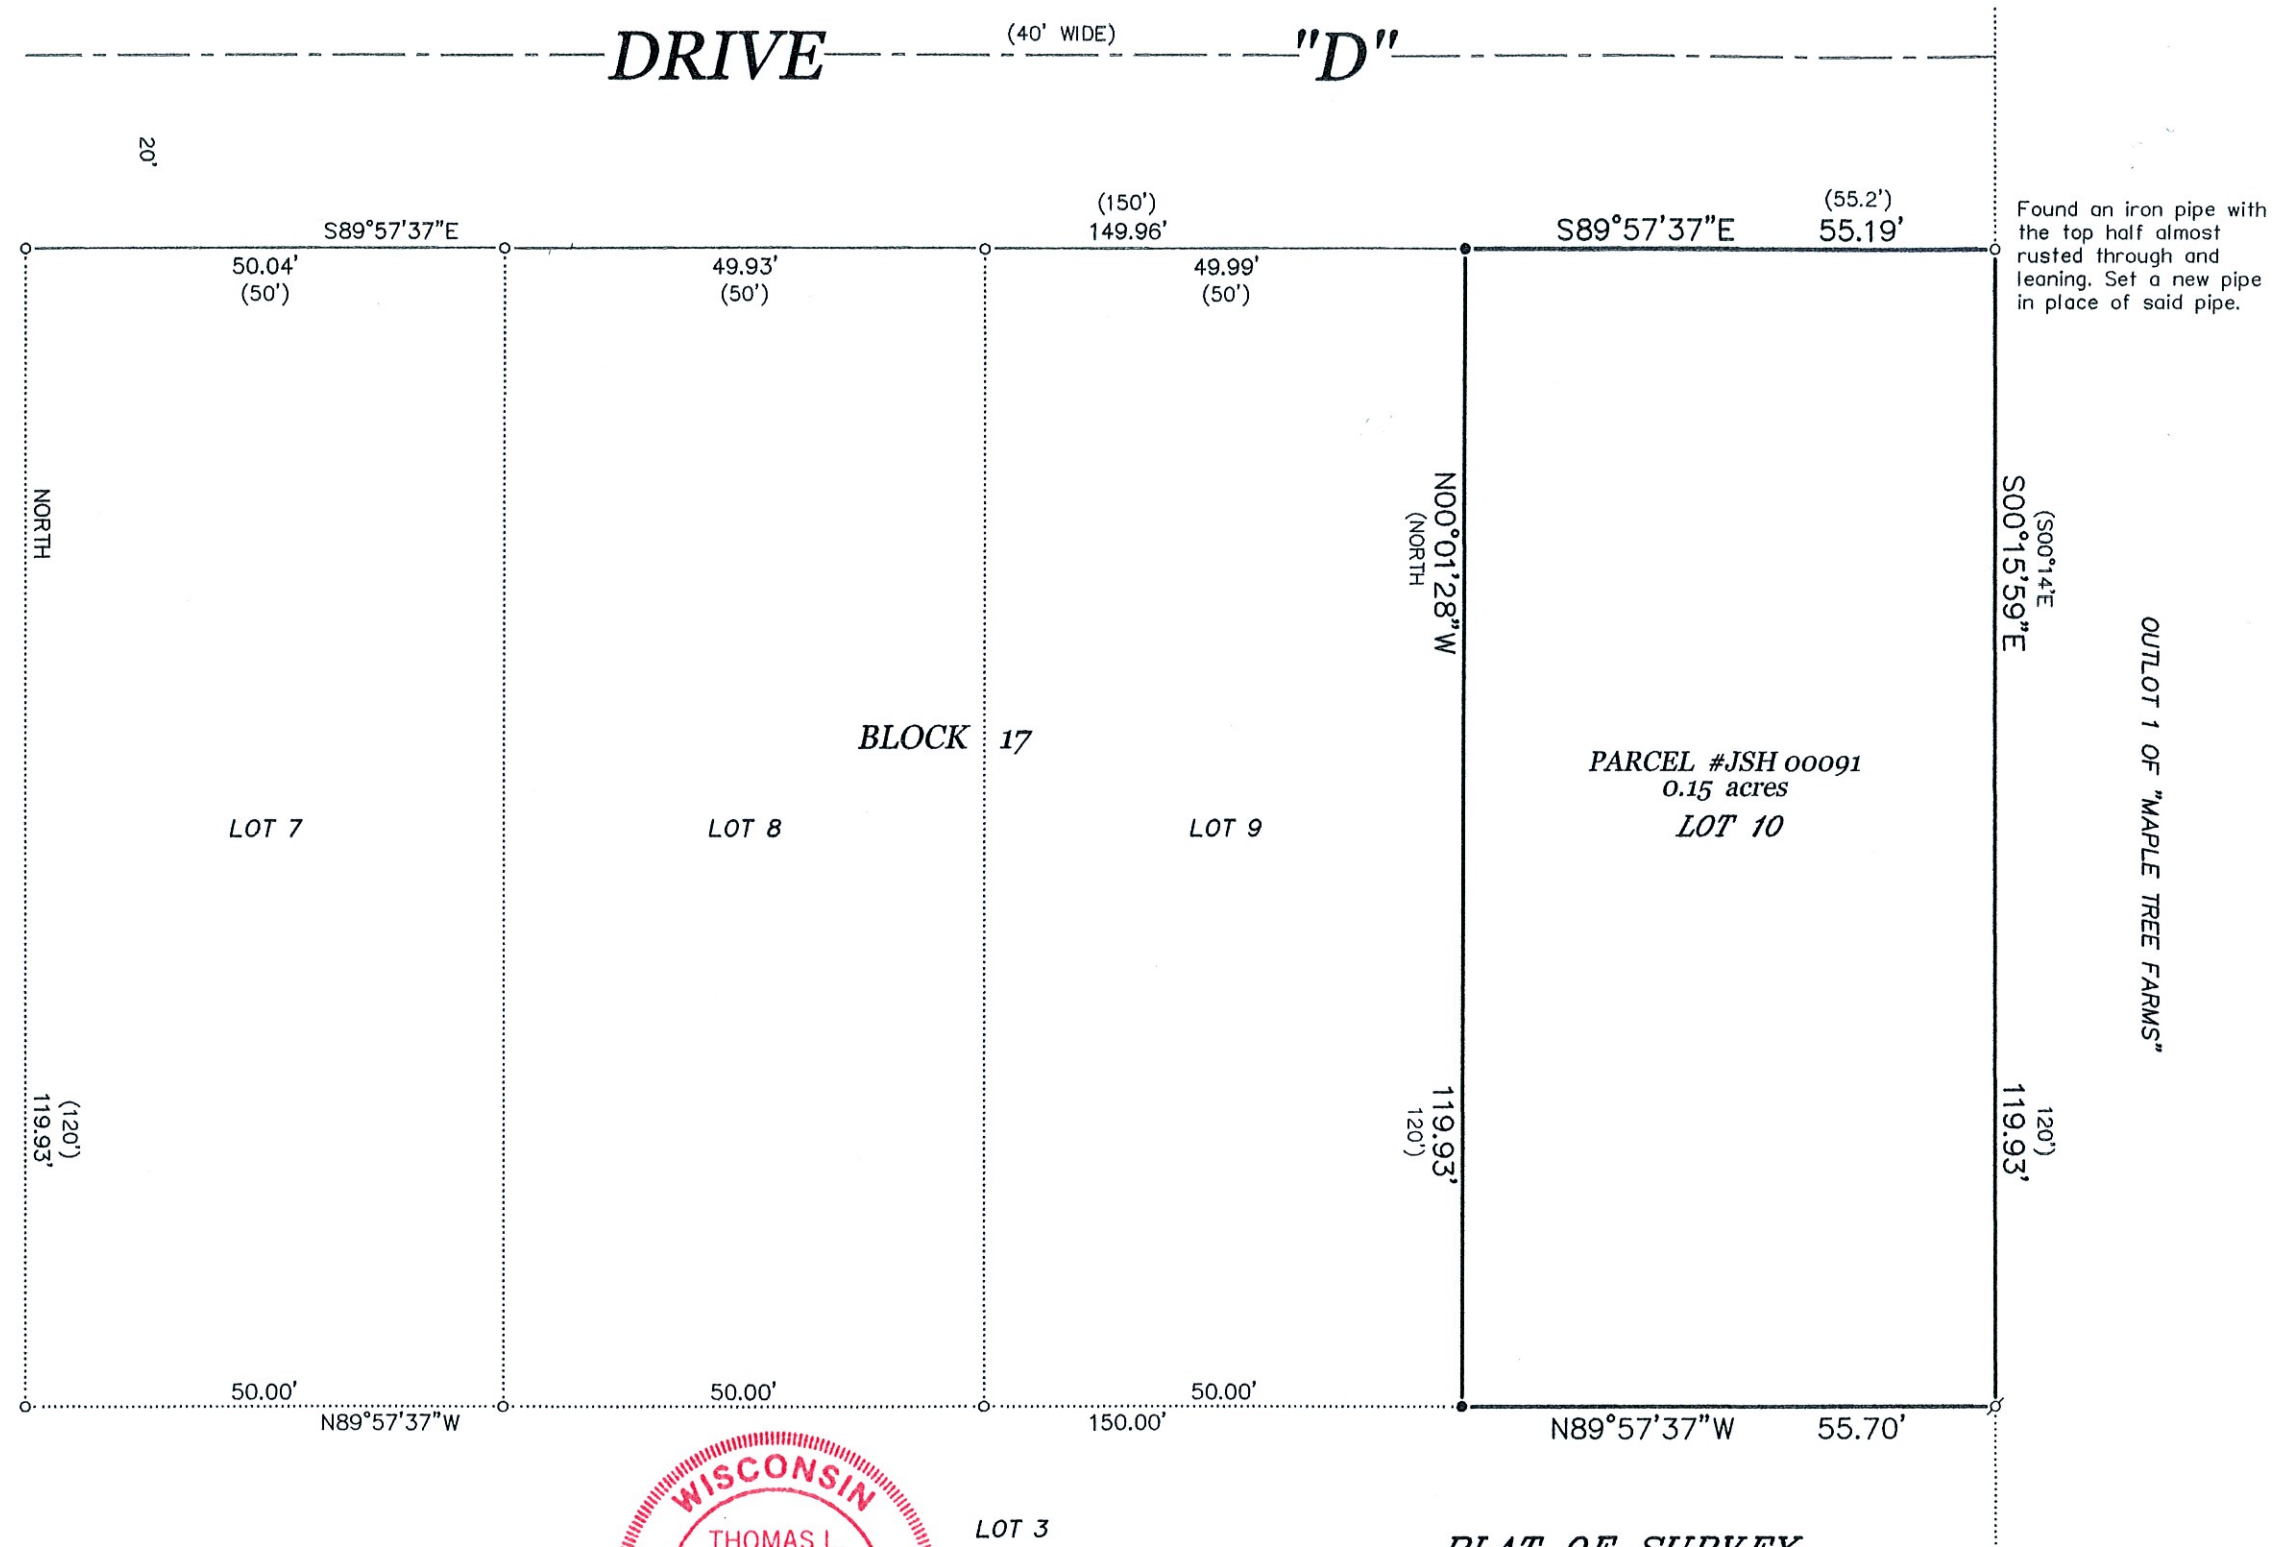 DRIVE (40' WIDE) "D"
20'
(150')
(55.2')
S89°57'37"E
149.96'
S89°57'37"E 55.19'
50.04'
(50')
49.93'
(50')
49.99'
(50')
Found an iron pipe with
the top half almost
rusted through and
leaning. Set a new pipe
in place of said pipe.
NORTH
(120')
119.93'
N00°01'28"W
(NORTH
119.93'
120')
(S00°14'E
S00°15'59"E
120')
119.93'
OUTLOT 1 OF "MAPLE TREE FARMS"
BLOCK 17
PARCEL #JSH 00091
0.15 acres
LOT 10
LOT 7
LOT 8
LOT 9
50.00'
50.00'
50.00'
N89°57'37"W
150.00'
N89°57'37"W 55.70'
WISCONSIN
THOMAS L.
LOT 3
PLAT OF SURVEY